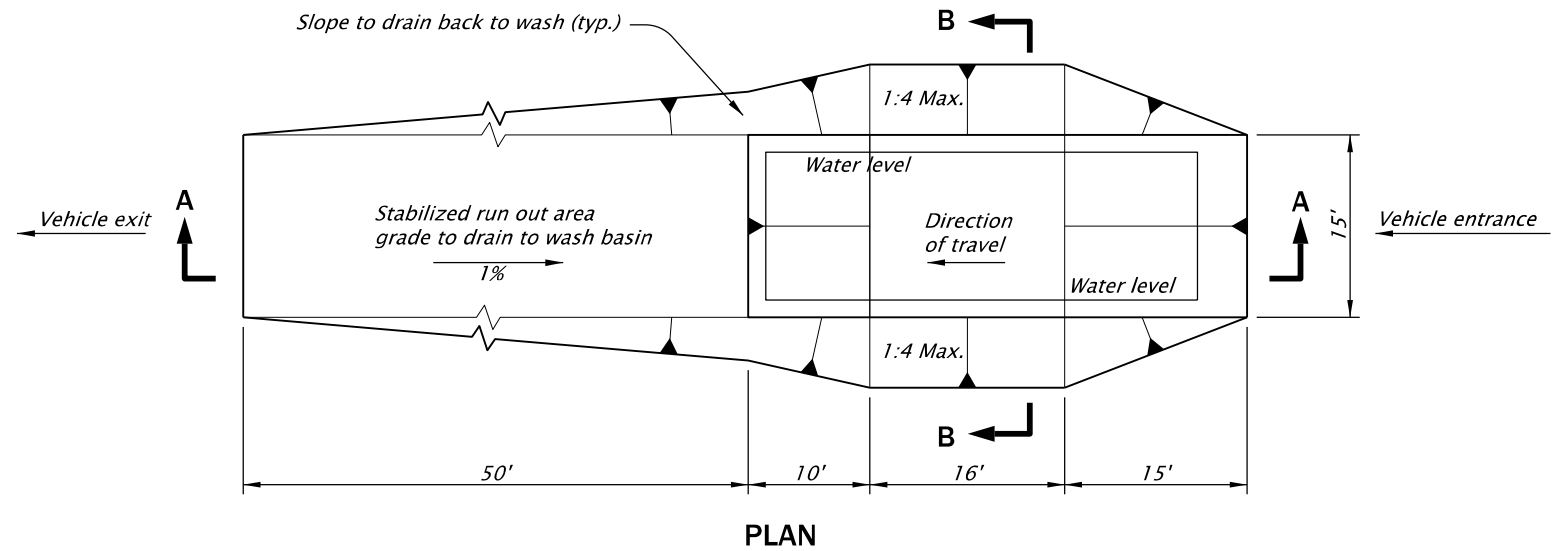 Slope to drain back to wash (typ.)
B
1:4 Max.
Water level
A
Vehicle exit
Stabilized run out area
grade to drain to wash basin
1%
Direction
of travel
Water level
A
15'
Vehicle entrance
1:4 Max.
B
50'
10'
16'
15'
PLAN